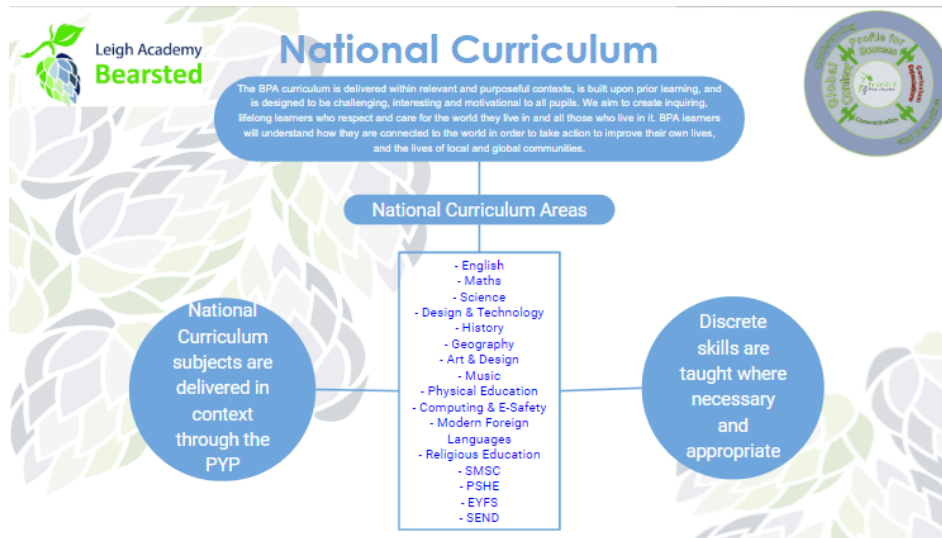 Leigh Academy
Bearsted
National Curriculum
The BPA curriculum is delivered within relevant and purposeful contexts, is built upon prior learning, and
is designed to be challenging, interesting and motivational to all pupils. We aim to create inquiring,
lifelong learners who respect and care for the world they live in and all those who live in it. BPA learners
will understand how they are connected to the world in order to take action to improve their own lives,
and the lives of local and global communities.
Profile for
Success
Global
Curriculum
Bearsted
National Curriculum Areas
- English
- Maths
- Science
- Design & Technology
- History
- Geography
- Art & Design
- Music
- Physical Education
- Computing & E-Safety
- Modern Foreign
Languages
- Religious Education
- SMSC
- PSHE
- EYFS
- SEND
National
Curriculum
subjects are
delivered in
context
through the
PYP
Discrete
skills are
taught where
necessary
and
appropriate